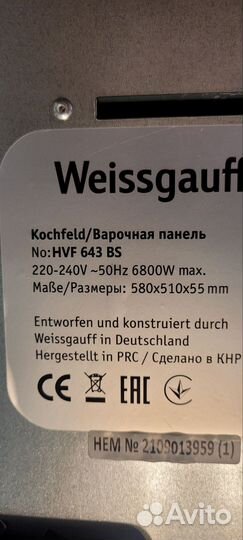 Weissgauff
Kochfeld/Варочная панель
No:HVF 643 BS
220-240V ~50Hz 6800W max.
Maße/Размеры: 580x510x55 mm
Entworfen und konstruiert durch
Weissgauff in Deutschland
Hergestellt in PRC / Сделано в КНР
CE EAC
HEM № 2109013959 (1)
Avito